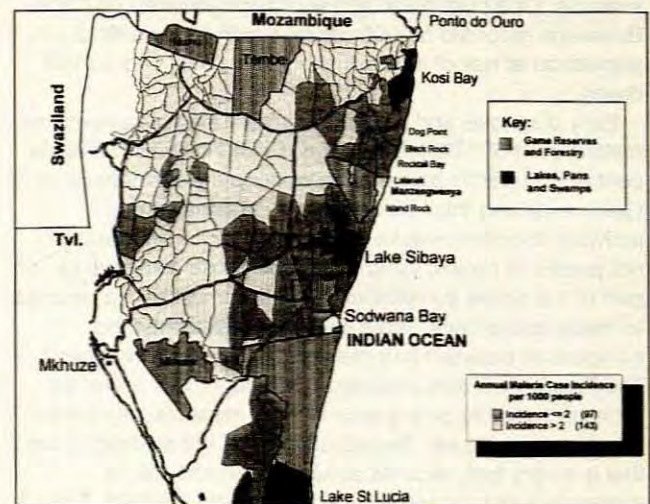 Mozambique
Ponto do Ouro
Tembe
Kosi Bay
Swaziland
Key:
Game Reserves
and Forestry
Lakes, Pans
and Swamps
Dog Point
Black Rock
Rocktail Bay
Lalanek
Mabzengwenya
Island Rock
Tvl.
Lake Sibaya
Sodwana Bay
INDIAN OCEAN
Mkhuze
Annual Malaria Case Incidence
per 1000 people
Incidence <= 2 (97)
Incidence > 2 (143)
Lake St Lucia